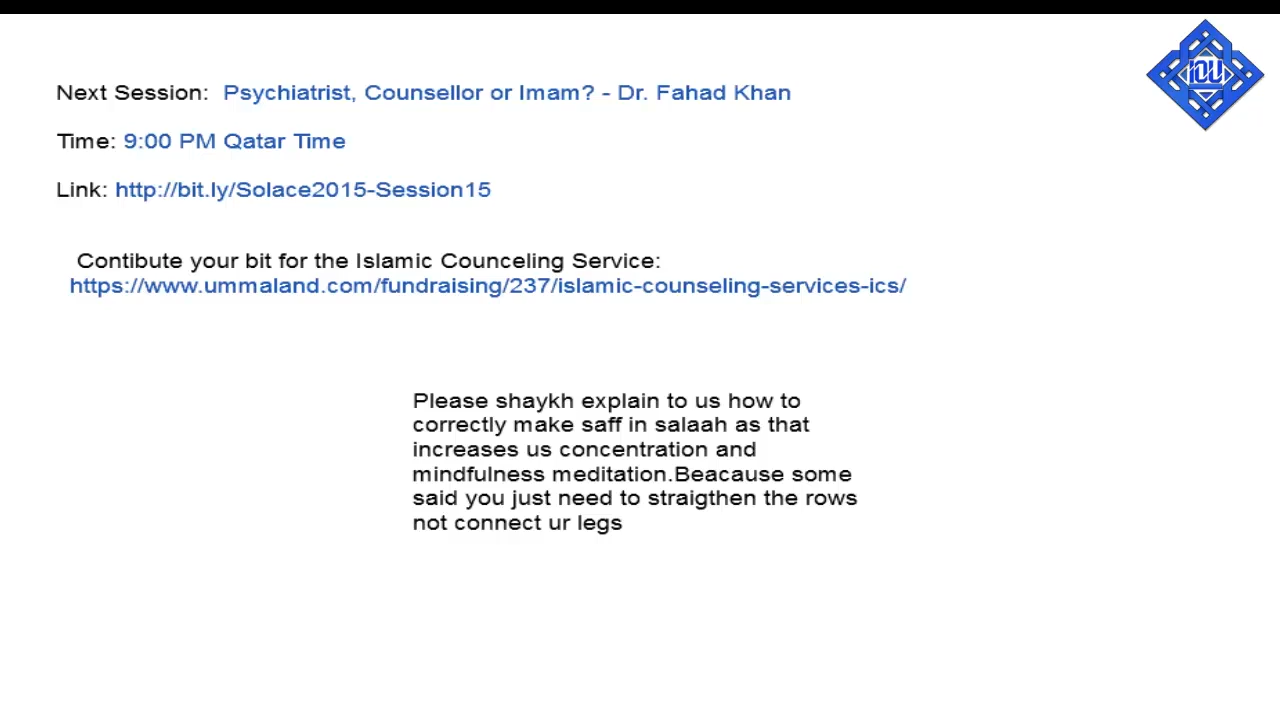 Next Session: Psychiatrist, Counsellor or Imam? - Dr. Fahad Khan
Time: 9:00 PM Qatar Time
Link: http://bit.ly/Solace2015-Session15
Contibute your bit for the Islamic Counceling Service:
https://www.ummaland.com/fundraising/237/islamic-counseling-services-ics/
Please shaykh explain to us how to
correctly make saff in salaah as that
increases us concentration and
mindfulness meditation.Beacause some
said you just need to straigthen the rows
not connect ur legs